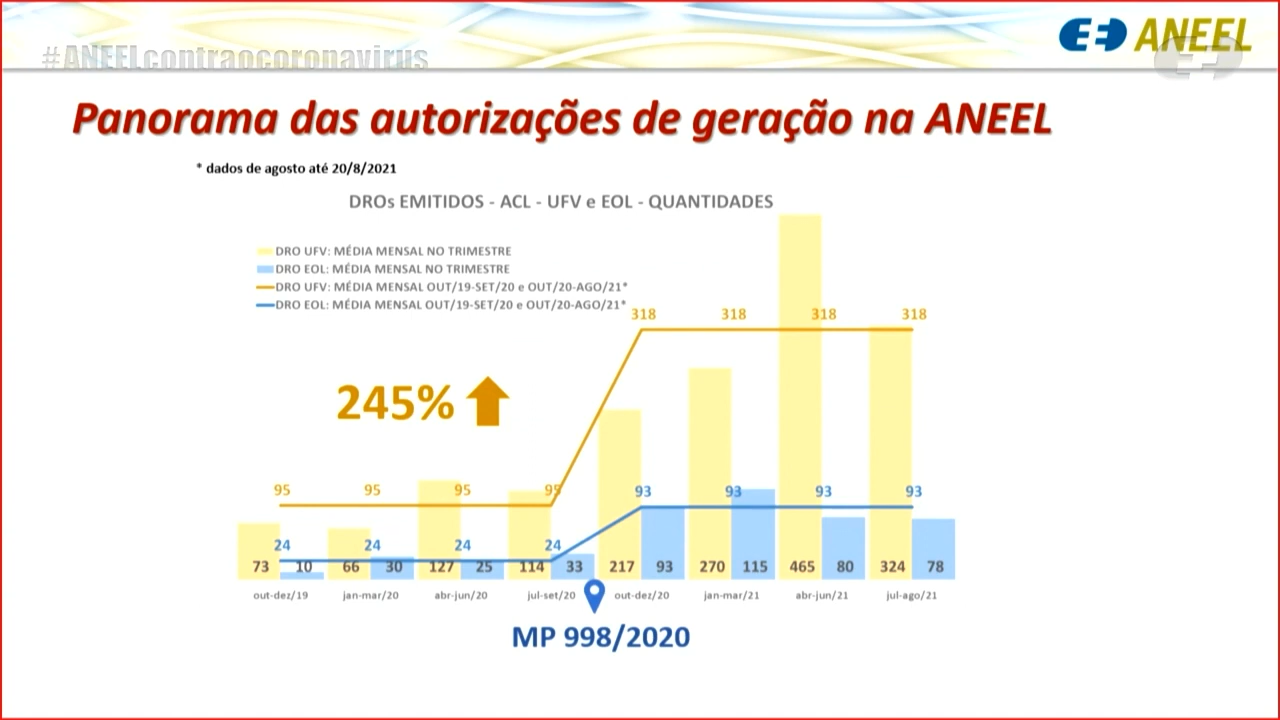 #ANEELcontraocoronavirus
ANEEL
Panorama das autorizações de geração na ANEEL
* dados de agosto até 20/8/2021
DROs EMITIDOS - ACL - UFV e EOL - QUANTIDADES
DRO UFV: MÉDIA MENSAL NO TRIMESTRE
DRO EOL: MÉDIA MENSAL NO TRIMESTRE
DRO UFV: MÉDIA MENSAL OUT/19-SET/20 e OUT/20-AGO/21*
DRO EOL: MÉDIA MENSAL OUT/19-SET/20 e OUT/20-AGO/21*
318 318 318 318
245%
95 95 95 95 93 93 93 93
24 24 24 24
73 10 66 30 127 25 114 33 217 93 270 115 465 80 324 78
out-dez/19 jan-mar/20 abr-jun/20 jul-set/20 out-dez/20 jan-mar/21 abr-jun/21 jul-ago/21
MP 998/2020